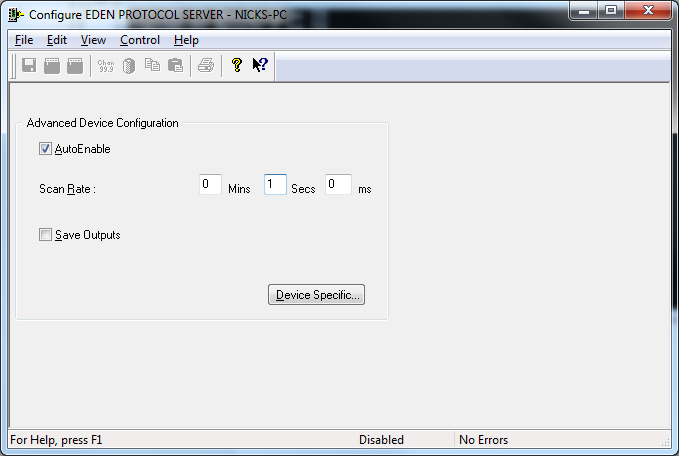 Configure EDEN PROTOCOL SERVER - NICKS-PC
File Edit View Control Help
Chan 99.9
Advanced Device Configuration
AutoEnable
Scan Rate : 0 Mins 1 Secs 0 ms
Save Outputs
Device Specific...
For Help, press F1 Disabled No Errors